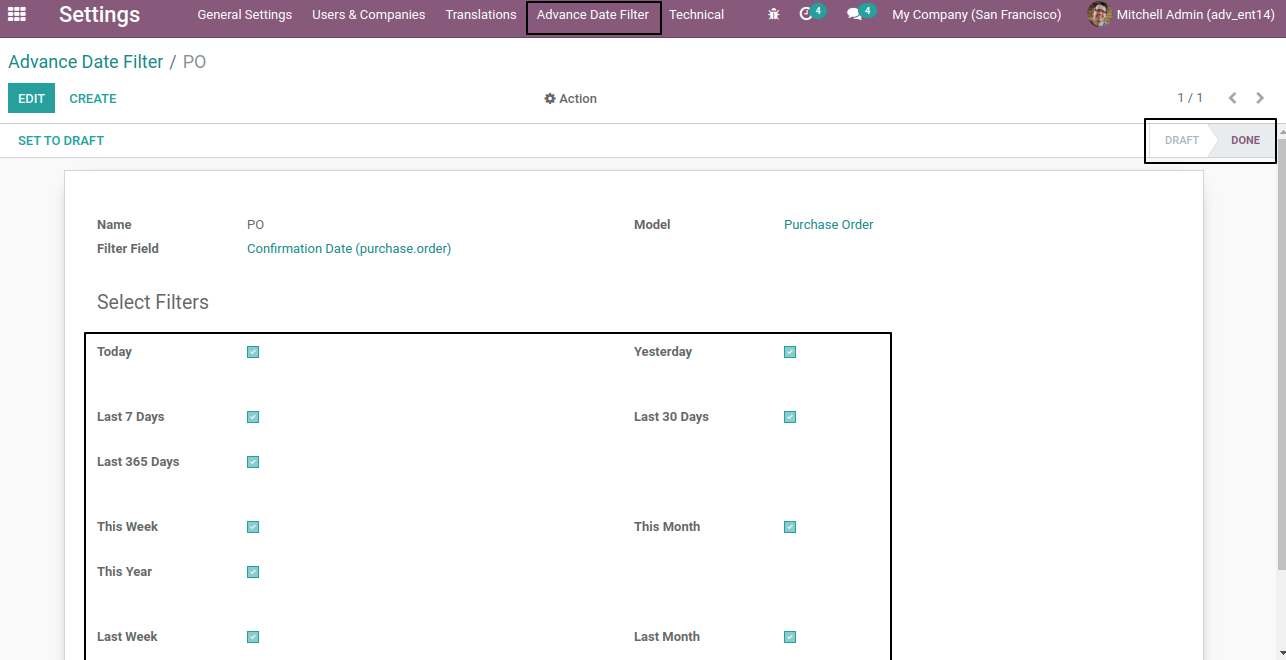 Settings General Settings Users & Companies Translations Advance Date Filter Technical 4 4 My Company (San Francisco) Mitchell Admin (adv_ent14)
Advance Date Filter / PO
EDIT CREATE Action 1 / 1
SET TO DRAFT DRAFT DONE
Name PO Model Purchase Order
Filter Field Confirmation Date (purchase.order)
Select Filters
Today Yesterday
Last 7 Days Last 30 Days
Last 365 Days
This Week This Month
This Year
Last Week Last Month